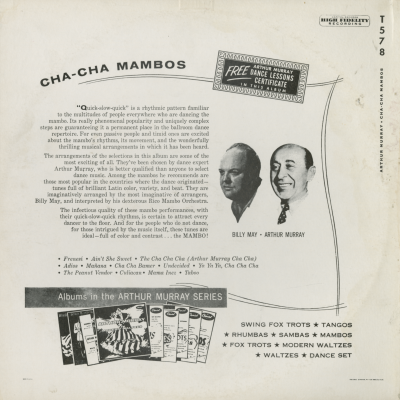 HIGH FIDELITY
RECORDING
T 578
ARTHUR MURRAY • CHA-CHA MAMBOS
CHA-CHA MAMBOS
FREE ARTHUR MURRAY
DANCE LESSONS
CERTIFICATE
IN THIS ALBUM
"Quick-slow-quick" is a rhythmic pattern familiar
to the multitudes of people everywhere who are dancing the
mambo. Its really phenomenal popularity and uniquely complex
steps are guaranteeing it a permanent place in the ballroom dance
repertoire. For even passive people and timid ones are excited
about the mambo's rhythms, its movement, and the wonderfully
thrilling musical arrangements in which it has been heard.
The arrangements of the selections in this album are some of the
most exciting of all. They've been chosen by dance expert
Arthur Murray, who is better qualified than anyone to select
dance music. Among the mambos he recommends are
those most popular in the countries where the dance originated—
tunes full of brilliant Latin color, variety, and heat. They are
imaginatively arranged by the most imaginative of arrangers,
Billy May, and interpreted by his dexterous Rico Mambo Orchestra.
The infectious quality of these mambo performances, with
their quick-slow-quick rhythms, is certain to attract every
dancer to the floor. And for the people who do not dance,
for those intrigued by the music itself, these tunes are
ideal—full of color and contrast . . . the MAMBO!
BILLY MAY • ARTHUR MURRAY
• Frenesi • Ain't She Sweet • The Cha Cha Cha (Arthur Murray Cha Cha)
• Adios • Mañana • Cha Cha Dancer • Undecided • Yo Yo Yo, Cha Cha Cha
• The Peanut Vendor • Cubacan • Mama Inez • Taboo
Albums in the ARTHUR MURRAY SERIES
SWING FOX TROTS ★ TANGOS
★ RHUMBAS ★ SAMBAS ★ MAMBOS
★ FOX TROTS ★ MODERN WALTZES
★ WALTZES ★ DANCE SET